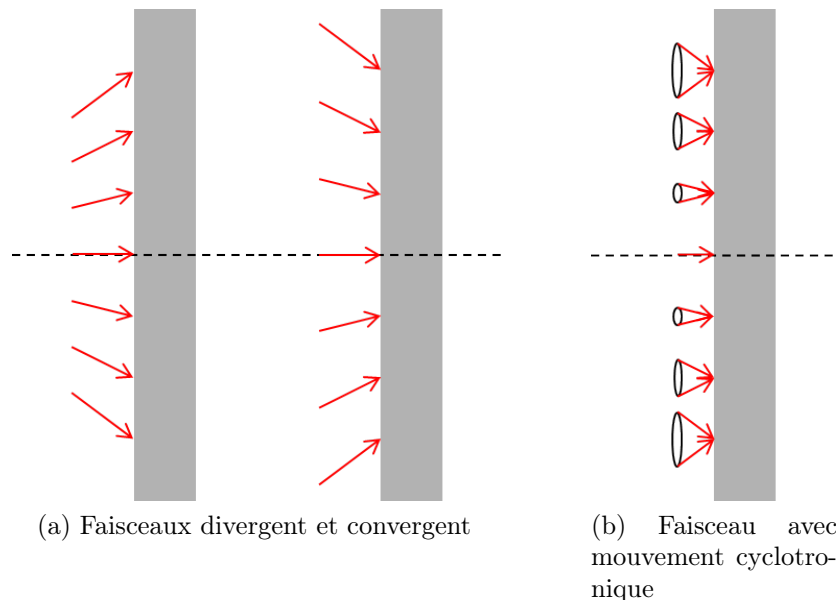 (a) Faisceaux divergent et convergent
(b) Faisceau avec
mouvement cyclotro-
nique